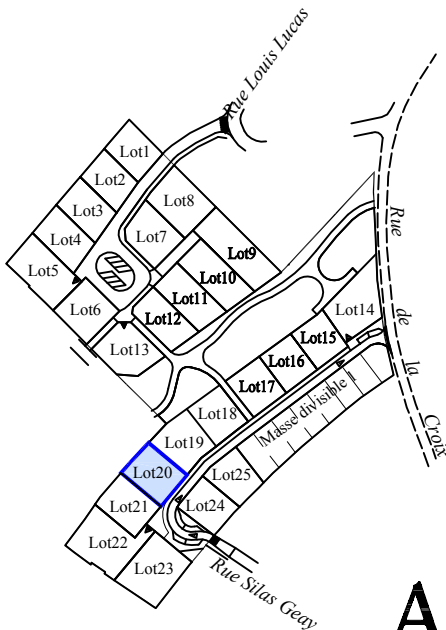 Rue Louis Lucas
Lot1
Lot2
Lot8
Lot3
Lot4
Lot7
Lot9
Lot5
Lot10
Lot11
Lot6
Lot12
Lot13
Rue de la Croix
Lot14
Lot15
Lot16
Lot17
Masse divisible
Lot18
Lot19
Lot20
Lot25
Lot21
Lot24
Lot22
Lot23
Rue Silas Geay
A